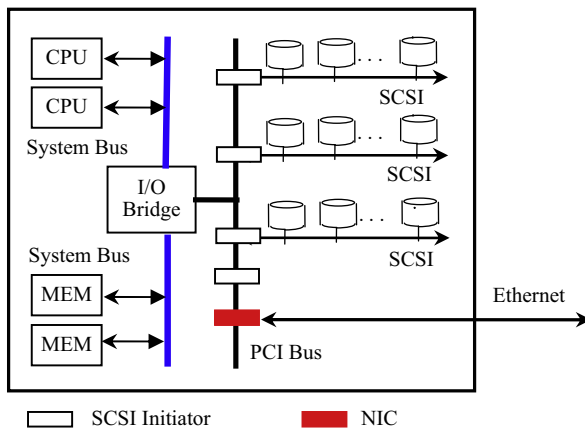 CPU
CPU
System Bus
I/O
Bridge
System Bus
MEM
MEM
. . .
SCSI
. . .
SCSI
. . .
SCSI
Ethernet
PCI Bus
SCSI Initiator
NIC